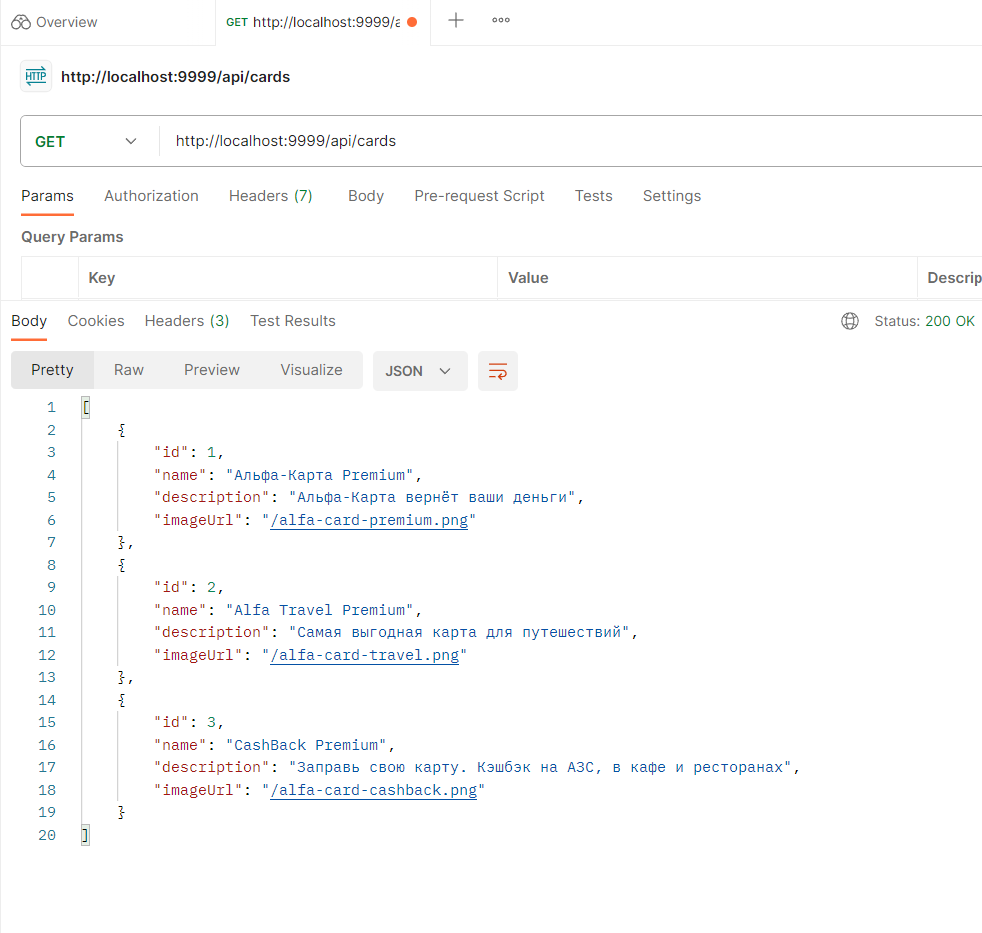 Overview
GET http://localhost:9999/a
HTTP http://localhost:9999/api/cards
GET http://localhost:9999/api/cards
Params Authorization Headers (7) Body Pre-request Script Tests Settings
Query Params
Key Value Descrip
Body Cookies Headers (3) Test Results Status: 200 OK
Pretty Raw Preview Visualize JSON
1 [
2 {
3 "id": 1,
4 "name": "Альфа-Карта Premium",
5 "description": "Альфа-Карта вернёт ваши деньги",
6 "imageUrl": "/alfa-card-premium.png"
7 },
8 {
9 "id": 2,
10 "name": "Alfa Travel Premium",
11 "description": "Самая выгодная карта для путешествий",
12 "imageUrl": "/alfa-card-travel.png"
13 },
14 {
15 "id": 3,
16 "name": "CashBack Premium",
17 "description": "Заправь свою карту. Кэшбэк на АЗС, в кафе и ресторанах",
18 "imageUrl": "/alfa-card-cashback.png"
19 }
20 ]